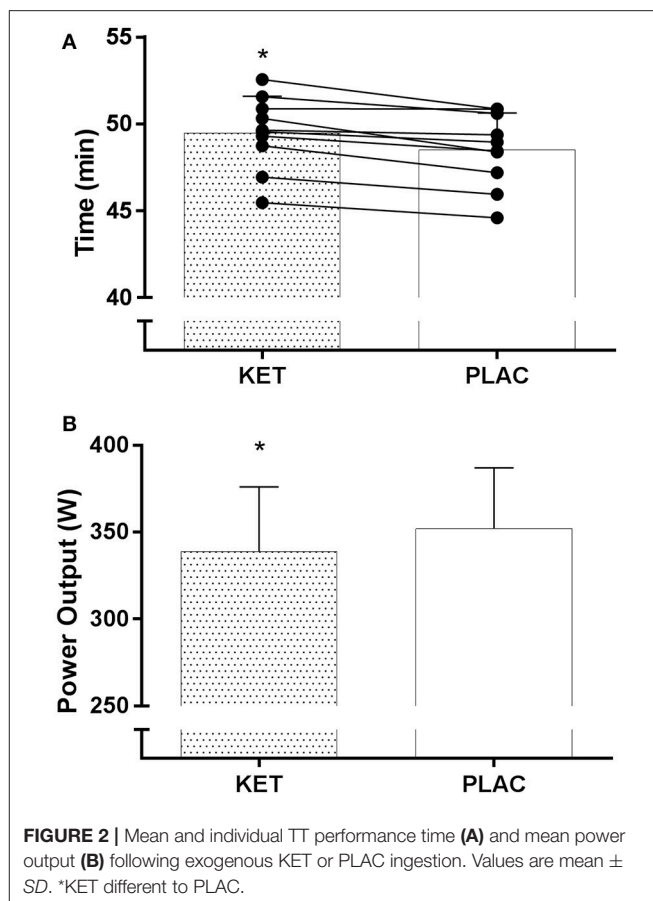 A
*
55
50
45
40
Time (min)
KET PLAC
B
*
400
350
300
250
Power Output (W)
KET PLAC
FIGURE 2 | Mean and individual TT performance time (A) and mean power
output (B) following exogenous KET or PLAC ingestion. Values are mean ±
SD. *KET different to PLAC.